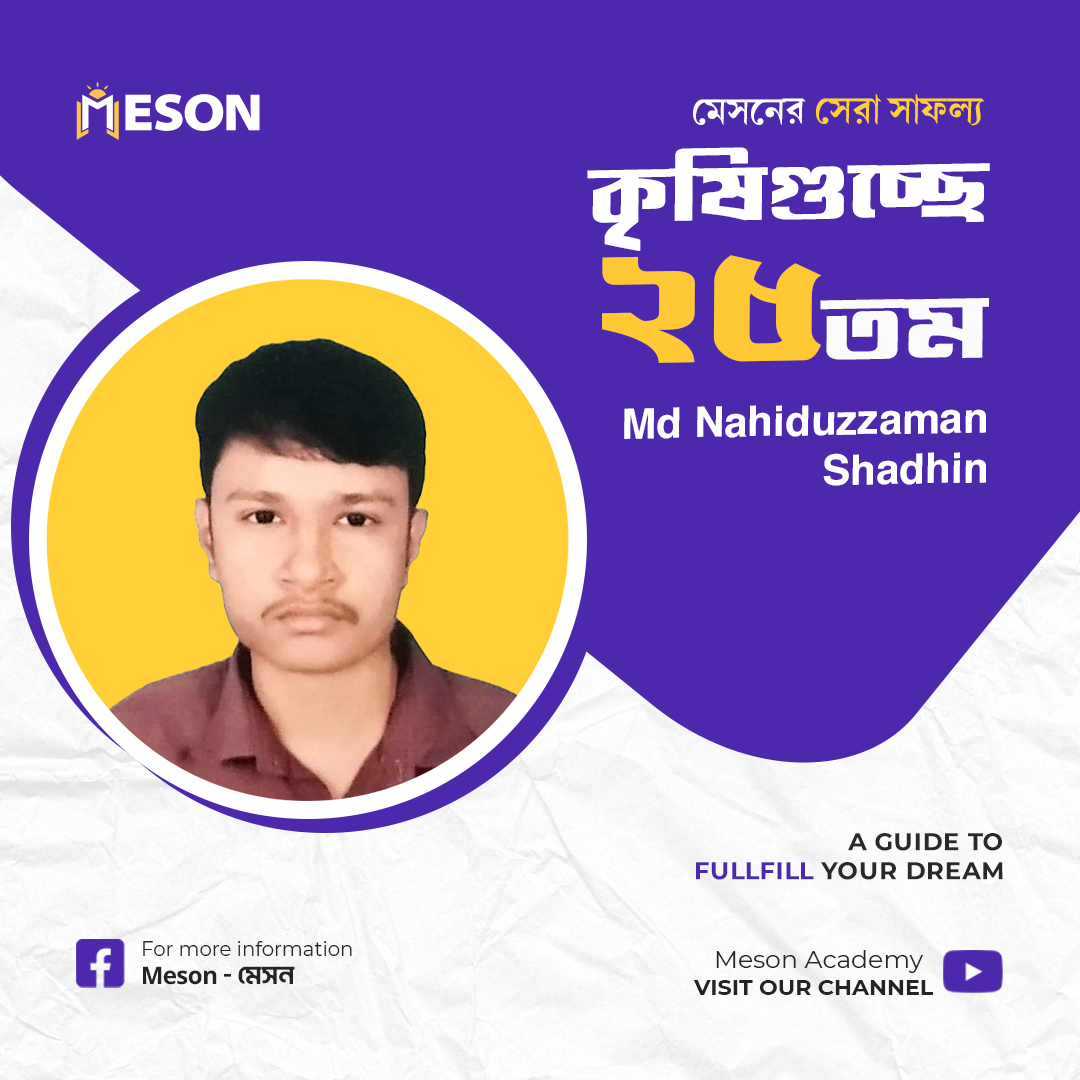 MESON
মেসনের সেরা সাফল্য
কৃষিগুচ্ছে
২৫তম
Md Nahiduzzaman
Shadhin
A GUIDE TO
FULLFILL YOUR DREAM
For more information
Meson - মেসন
Meson Academy
VISIT OUR CHANNEL